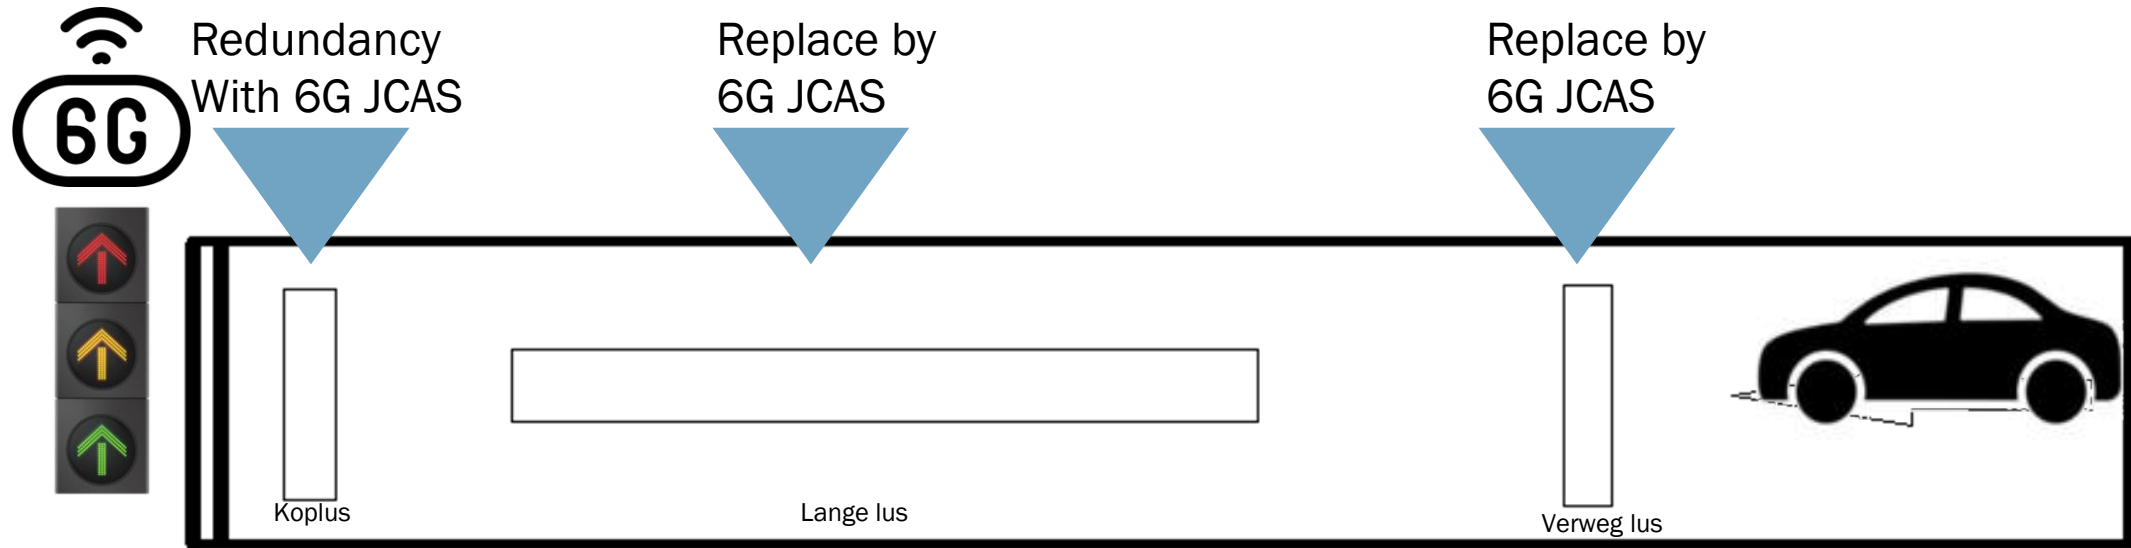 Redundancy
With 6G JCAS
Replace by
6G JCAS
Replace by
6G JCAS
6G
Koplus
Lange lus
Verweg lus